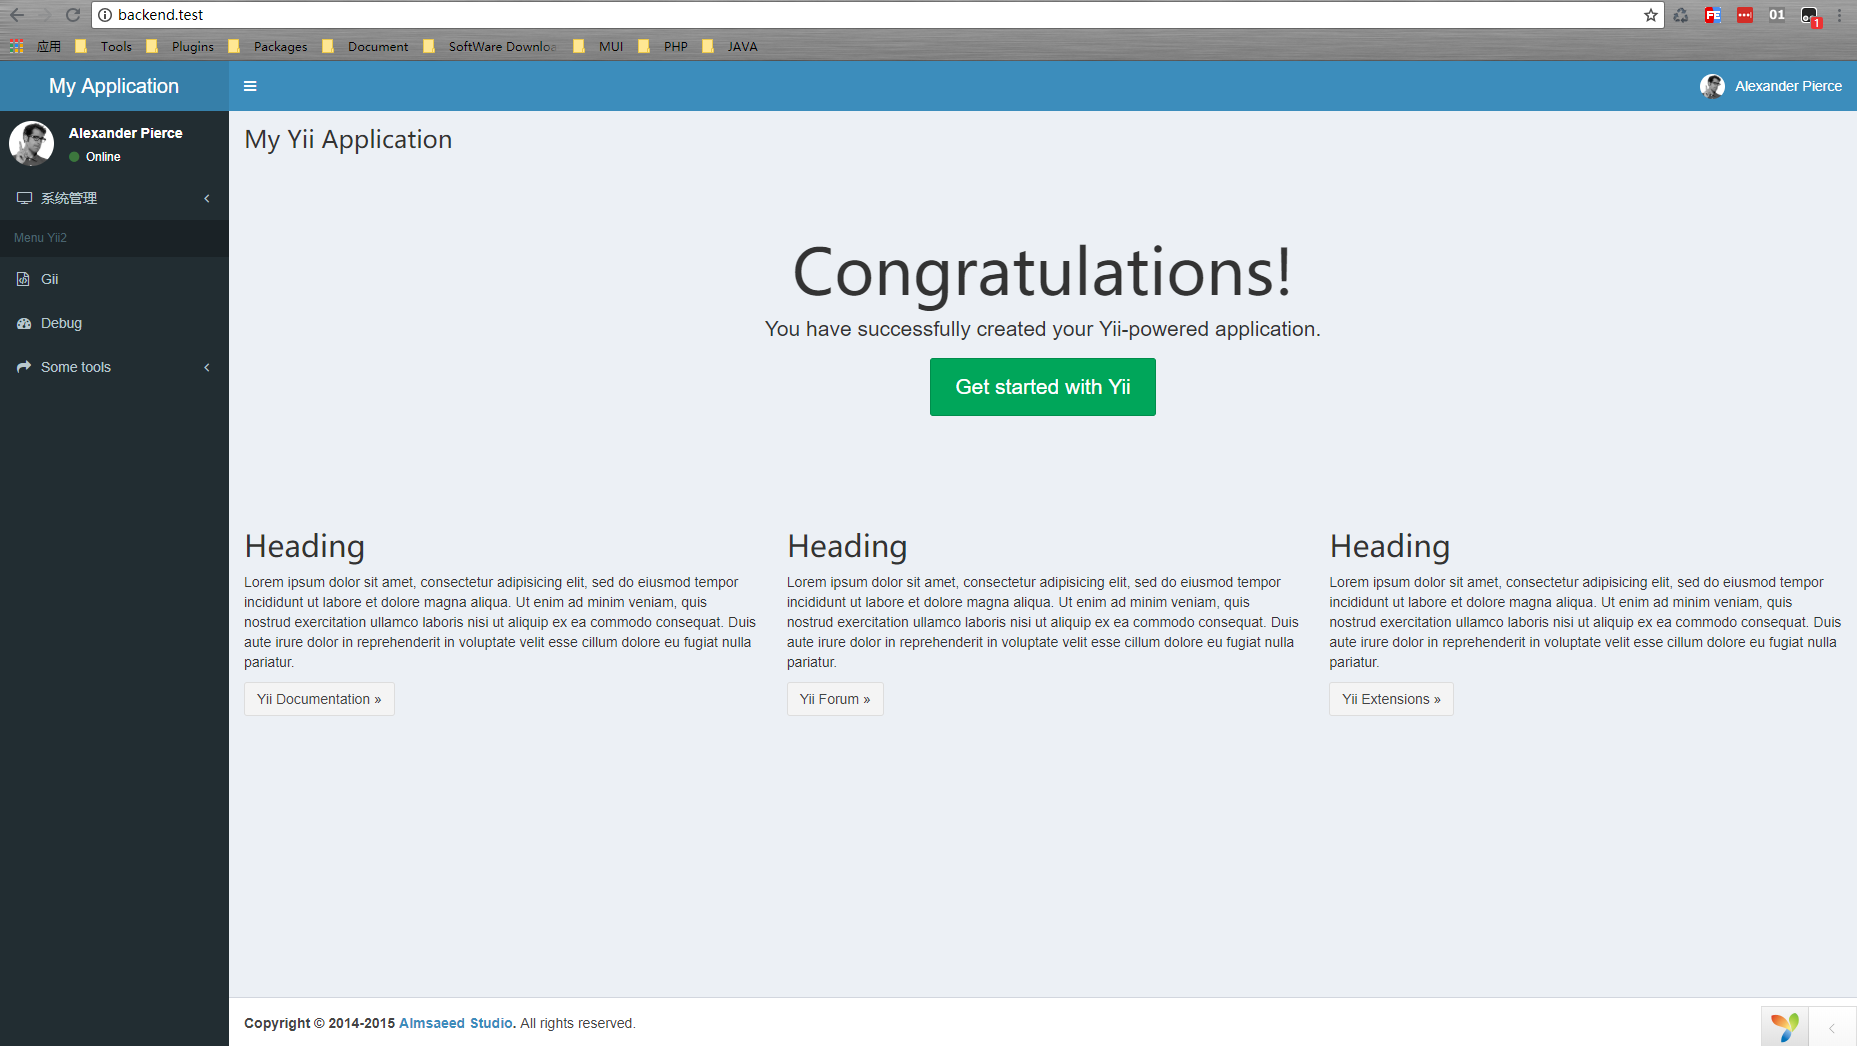 backend.test
FE
01
1
应用
Tools
Plugins
Packages
Document
SoftWare Downlo
MUI
PHP
JAVA
My Application
Alexander Pierce
Alexander Pierce
Online
系统管理
Menu Yii2
Gii
Debug
Some tools
My Yii Application
Congratulations!
You have successfully created your Yii-powered application.
Get started with Yii
Heading
Lorem ipsum dolor sit amet, consectetur adipisicing elit, sed do eiusmod tempor
incididunt ut labore et dolore magna aliqua. Ut enim ad minim veniam, quis
nostrud exercitation ullamco laboris nisi ut aliquip ex ea commodo consequat. Duis
aute irure dolor in reprehenderit in voluptate velit esse cillum dolore eu fugiat nulla
pariatur.
Yii Documentation »
Heading
Lorem ipsum dolor sit amet, consectetur adipisicing elit, sed do eiusmod tempor
incididunt ut labore et dolore magna aliqua. Ut enim ad minim veniam, quis
nostrud exercitation ullamco laboris nisi ut aliquip ex ea commodo consequat. Duis
aute irure dolor in reprehenderit in voluptate velit esse cillum dolore eu fugiat nulla
pariatur.
Yii Forum »
Heading
Lorem ipsum dolor sit amet, consectetur adipisicing elit, sed do eiusmod tempor
incididunt ut labore et dolore magna aliqua. Ut enim ad minim veniam, quis
nostrud exercitation ullamco laboris nisi ut aliquip ex ea commodo consequat. Duis
aute irure dolor in reprehenderit in voluptate velit esse cillum dolore eu fugiat nulla
pariatur.
Yii Extensions »
Copyright © 2014-2015 Almsaeed Studio. All rights reserved.